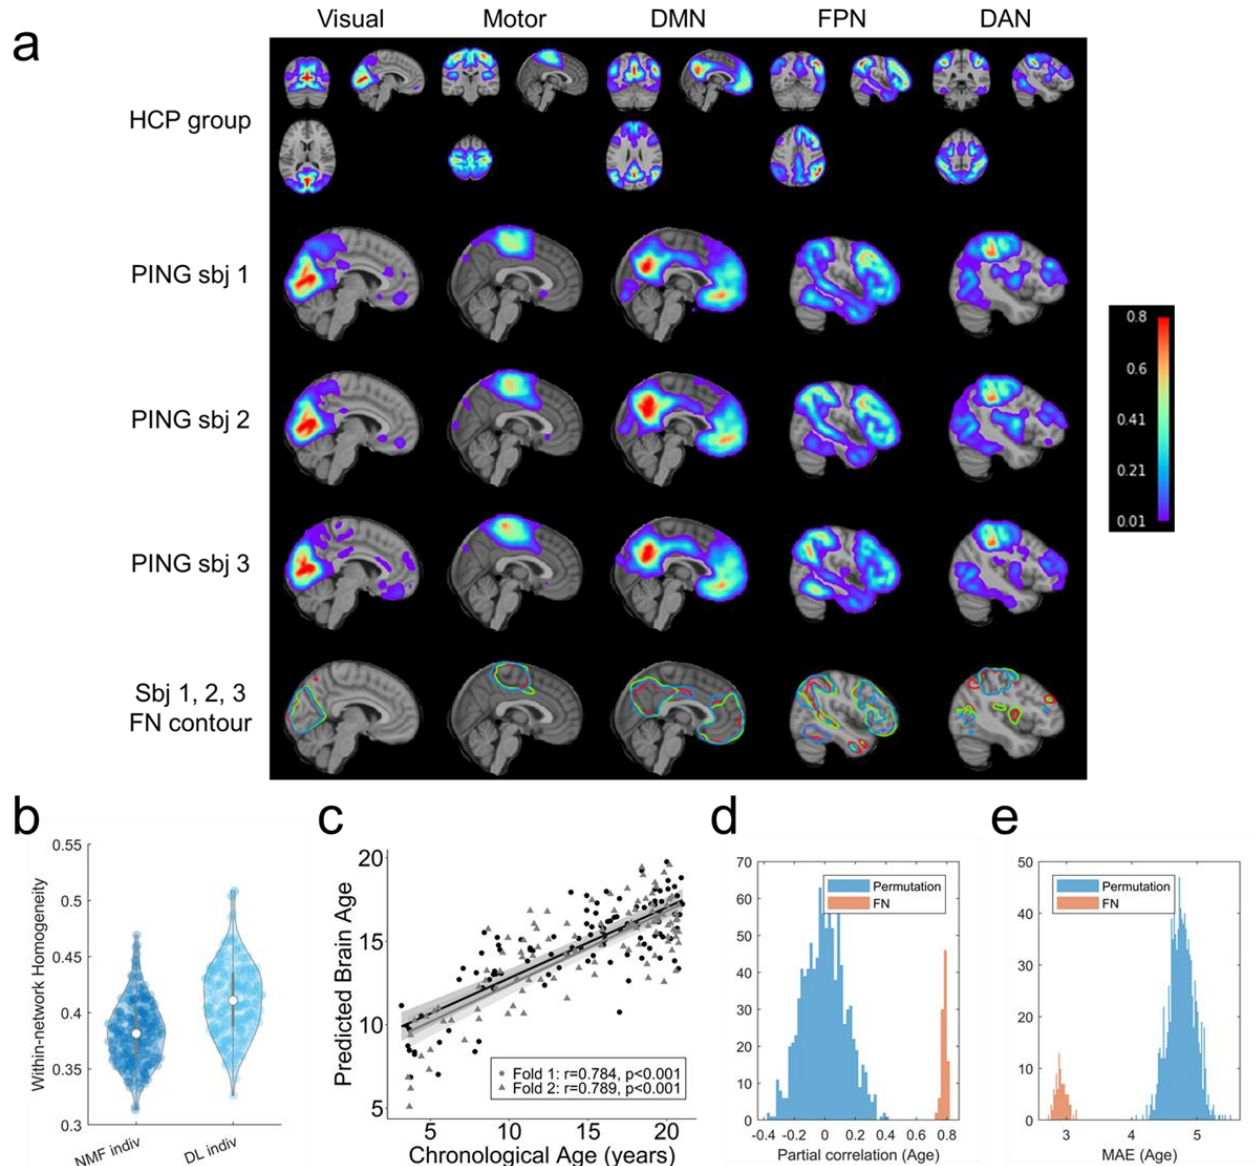 a
Visual Motor DMN FPN DAN
HCP group
PING sbj 1
PING sbj 2
PING sbj 3
Sbj 1, 2, 3
FN contour
0.8
0.6
0.41
0.21
0.01
b
Within-network Homogeneity
0.55
0.5
0.45
0.4
0.35
0.3
NMF indiv
DL indiv
c
Predicted Brain Age
20
15
10
5
Fold 1: r=0.784, p<0.001
Fold 2: r=0.789, p<0.001
5 10 15 20
Chronological Age (years)
d
70
60
50
40
30
20
10
0
Permutation
FN
-0.4 -0.2 0 0.2 0.4 0.6 0.8
Partial correlation (Age)
e
50
40
30
20
10
0
Permutation
FN
3 4 5
MAE (Age)